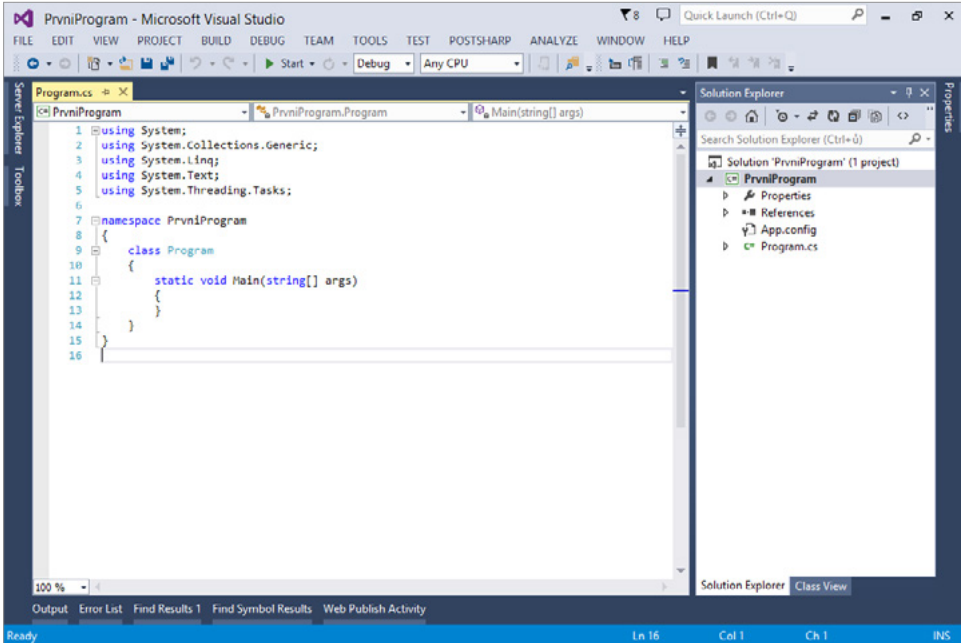 PrvniProgram - Microsoft Visual Studio
8
Quick Launch (Ctrl+Q)
FILE EDIT VIEW PROJECT BUILD DEBUG TEAM TOOLS TEST POSTSHARP ANALYZE WINDOW HELP
Start Debug Any CPU
Server Explorer
Toolbox
Program.cs
PrvniProgram PrvniProgram.Program Main(string[] args)
1 using System;
2 using System.Collections.Generic;
3 using System.Linq;
4 using System.Text;
5 using System.Threading.Tasks;
6
7 namespace PrvniProgram
8 {
9 class Program
10 {
11 static void Main(string[] args)
12 {
13 }
14 }
15 }
16
100 %
Solution Explorer
Search Solution Explorer (Ctrl+ů)
Solution 'PrvniProgram' (1 project)
C# PrvniProgram
Properties
References
App.config
C# Program.cs
Solution Explorer Class View
Properties
Output Error List Find Results 1 Find Symbol Results Web Publish Activity
Ready Ln 16 Col 1 Ch 1 INS